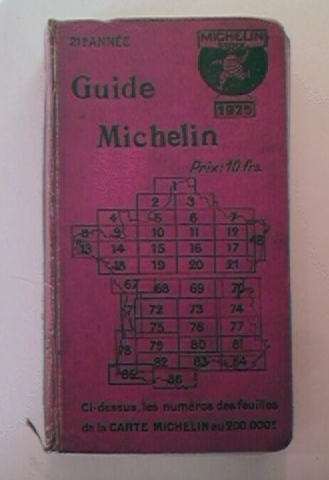 21e ANNÉE
MICHELIN
1925
Guide
Michelin
Prix: 10 frs.
1
2 3
4 5 6 7
8 9 10 11 12 48
13 14 15 16 17
18 19 20 21
67 68 69 70
72 73 74
75 76 77
78 79 80 81
82 83 84
85 86
Ci-dessus, les numéros des feuilles
de la CARTE MICHELIN au 200.000e